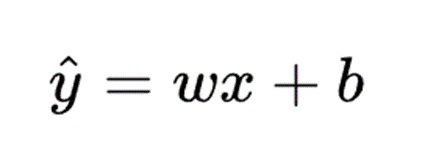 ŷ = wx + b